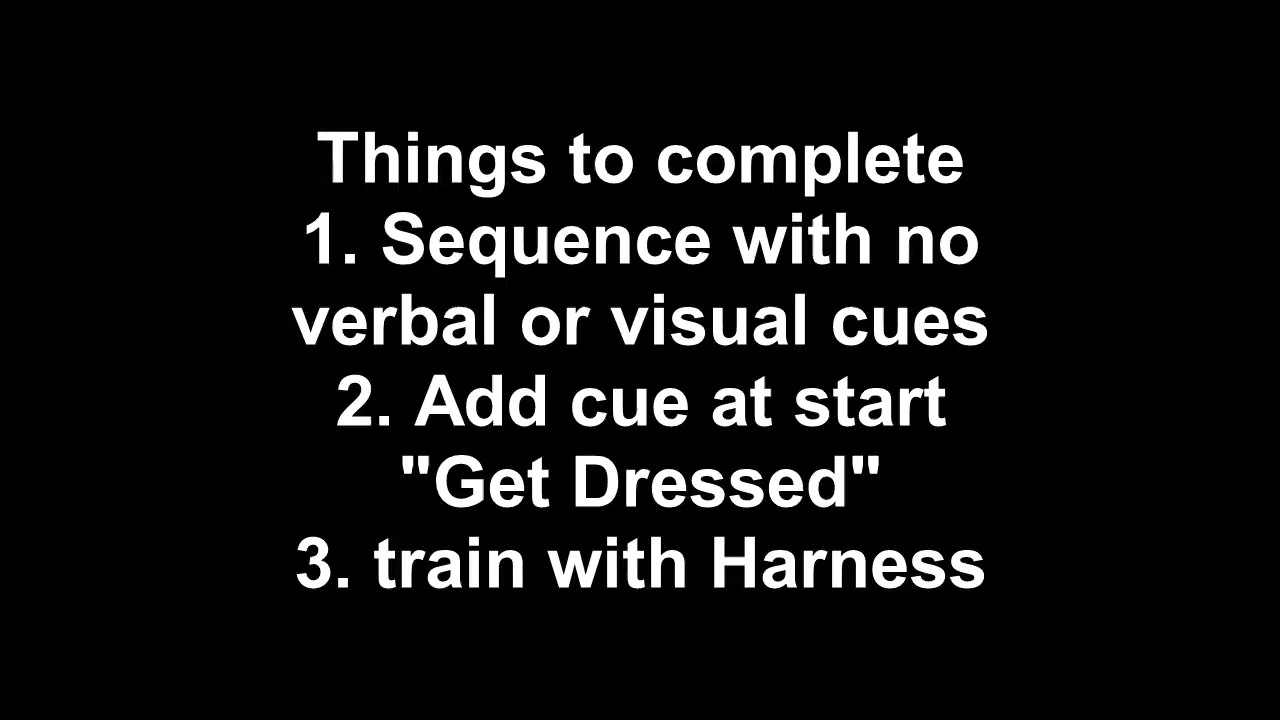 Things to complete
1. Sequence with no
verbal or visual cues
2. Add cue at start
"Get Dressed"
3. train with Harness